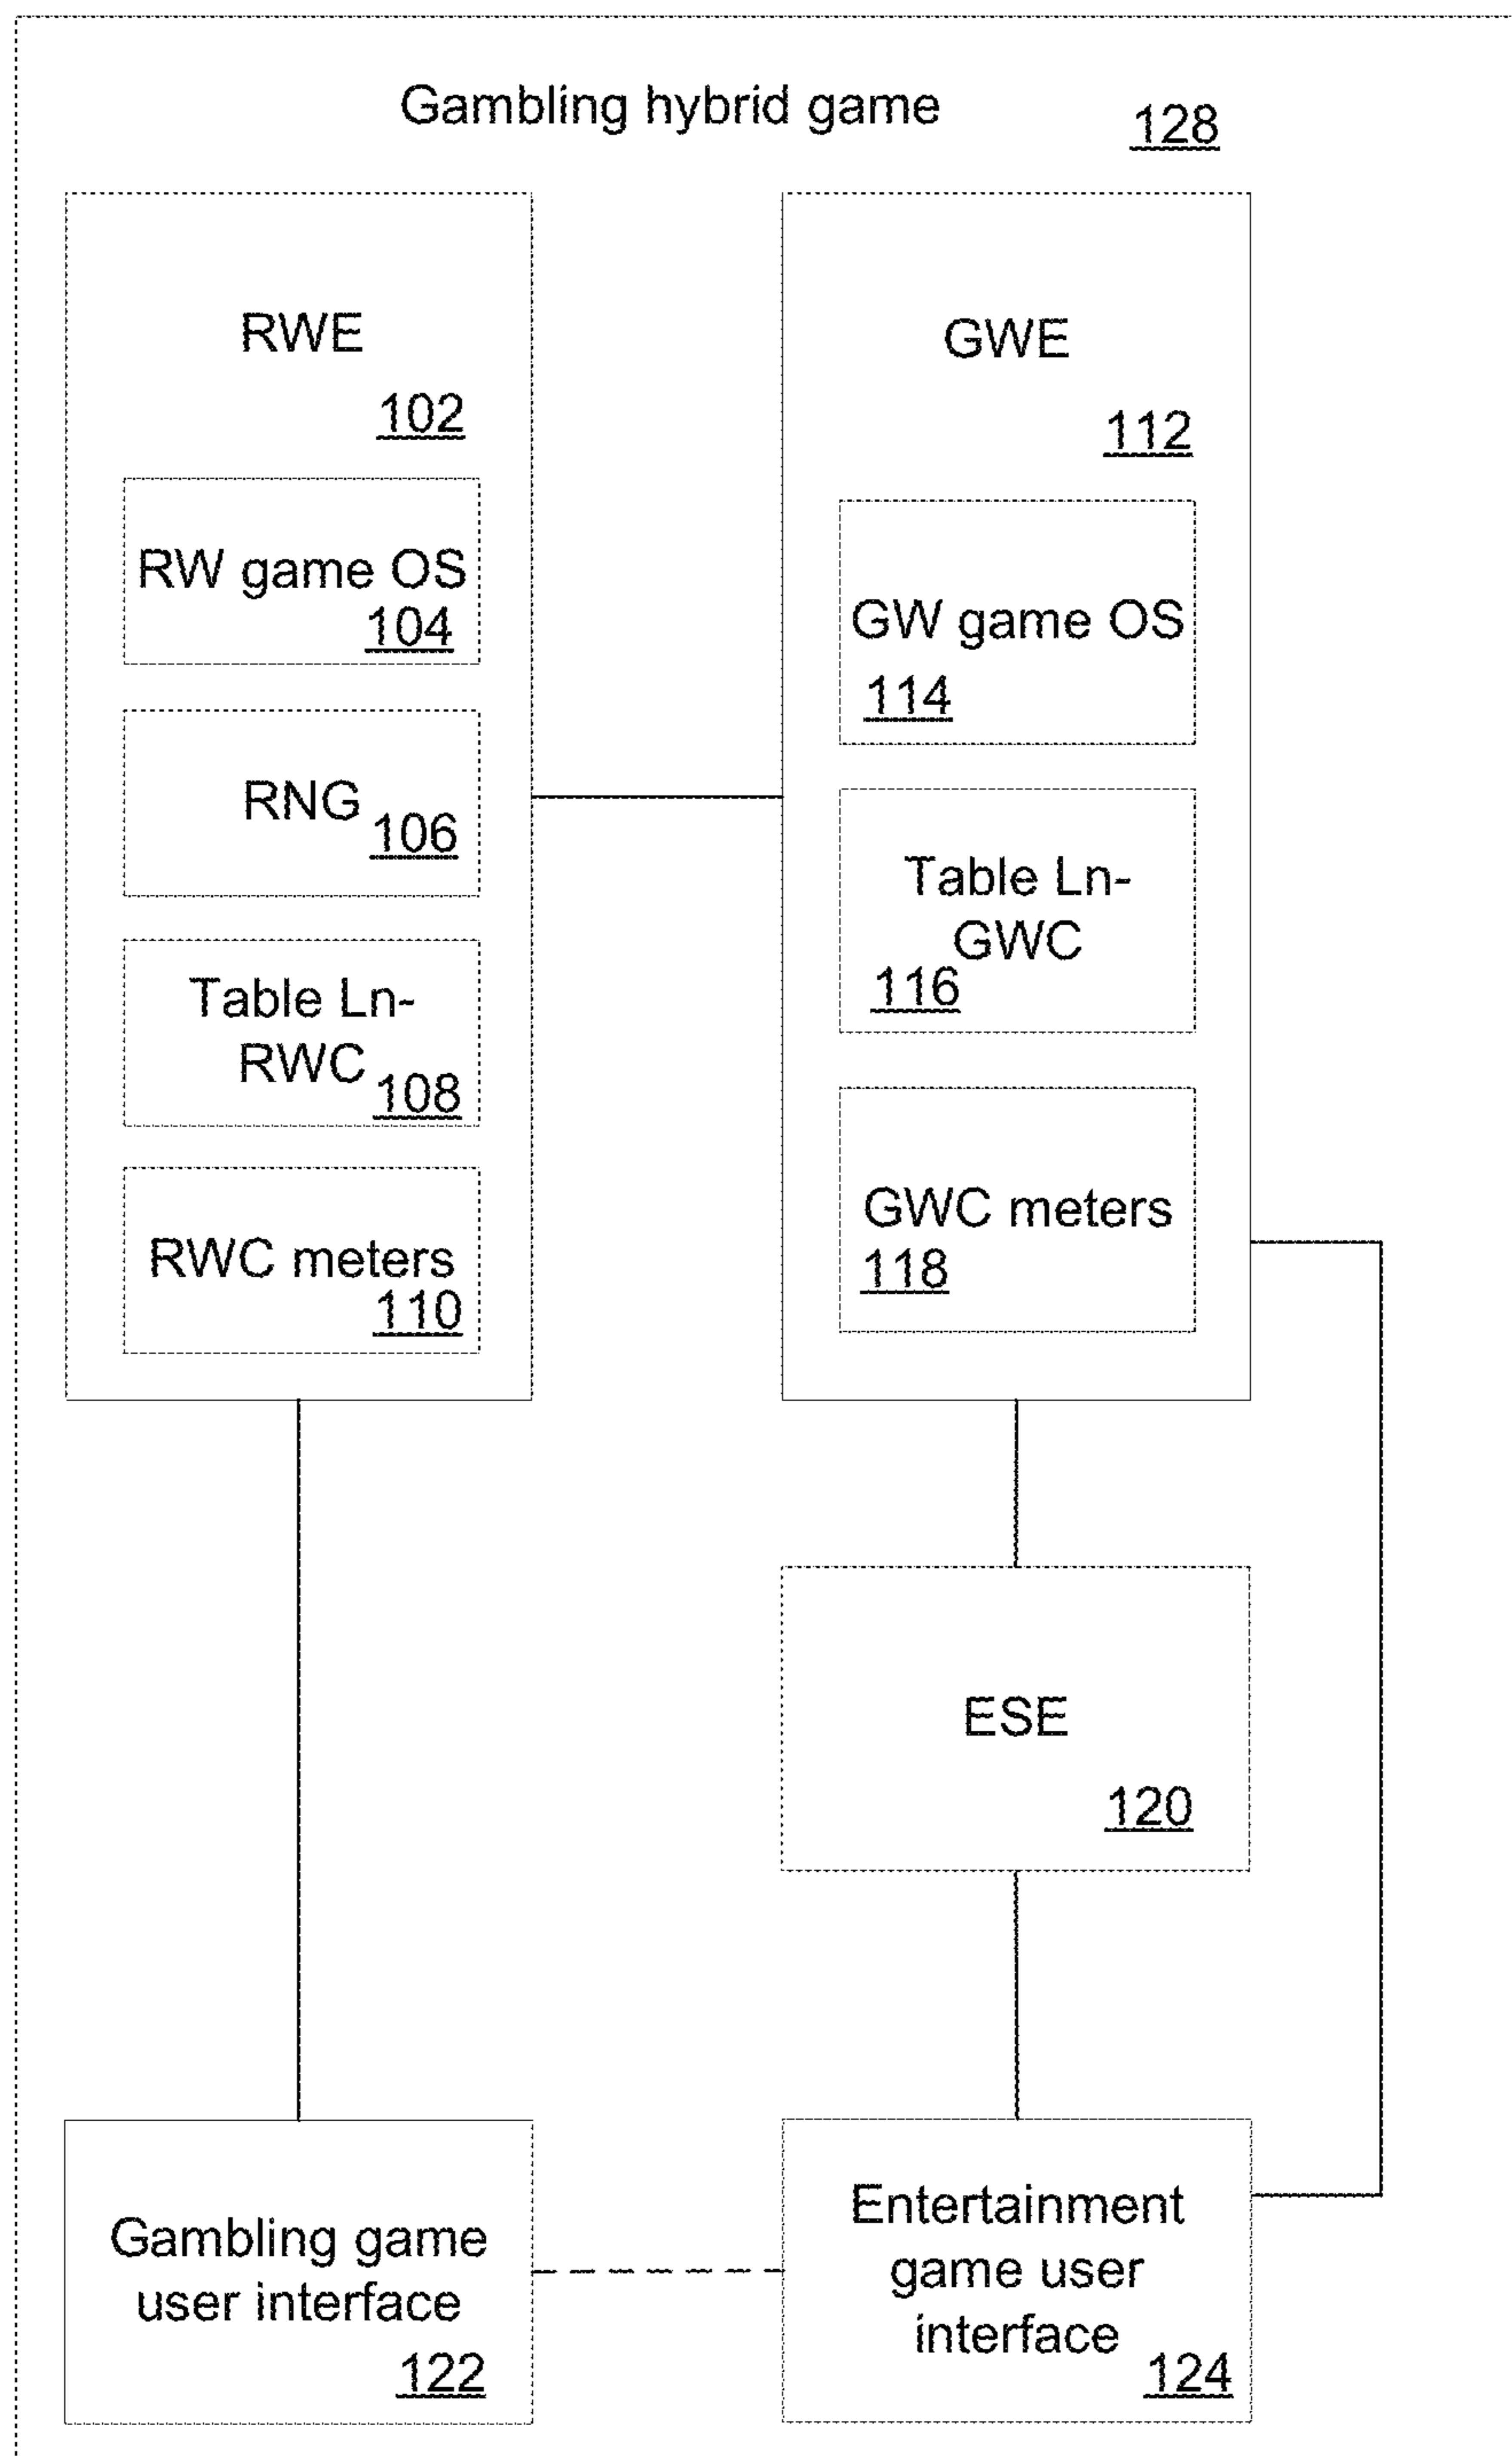 Gambling hybrid game
128
RWE
102
RW game OS
104
RNG
106
Table Ln-
RWC
108
RWC meters
110
GWE
112
GW game OS
114
Table Ln-
GWC
116
GWC meters
118
ESE
120
Gambling game
user interface
122
Entertainment
game user
interface
124